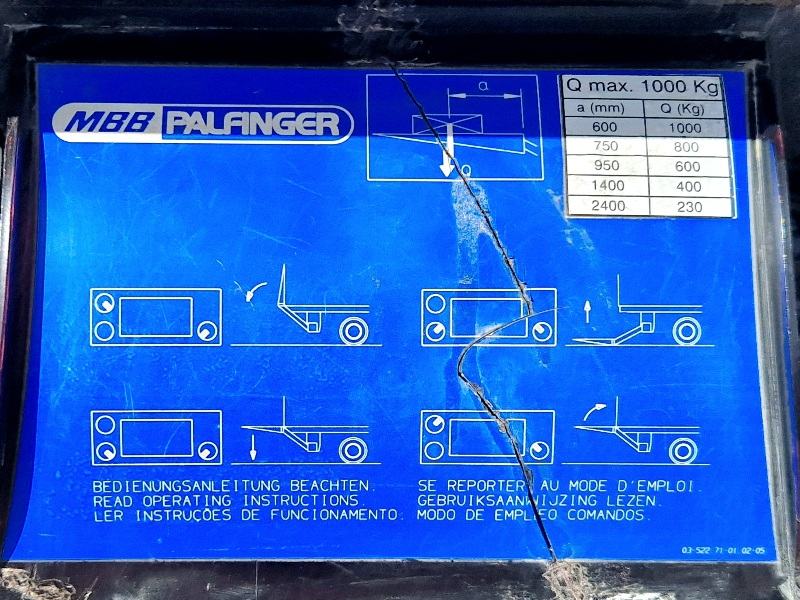 MBB PALFINGER
a
Q
Q max. 1000 Kg
a (mm) Q (Kg)
600 1000
750 800
950 600
1400 400
2400 230
BEDIENUNGSANLEITUNG BEACHTEN.
READ OPERATING INSTRUCTIONS
LER INSTRUÇÕES DE FUNCIONAMENTO.
SE REPORTER AU MODE D'EMPLOI.
GEBRUIKSAANWIJZING LEZEN.
MODO DE EMPLEO COMANDOS.
03-522 71-01 02-05